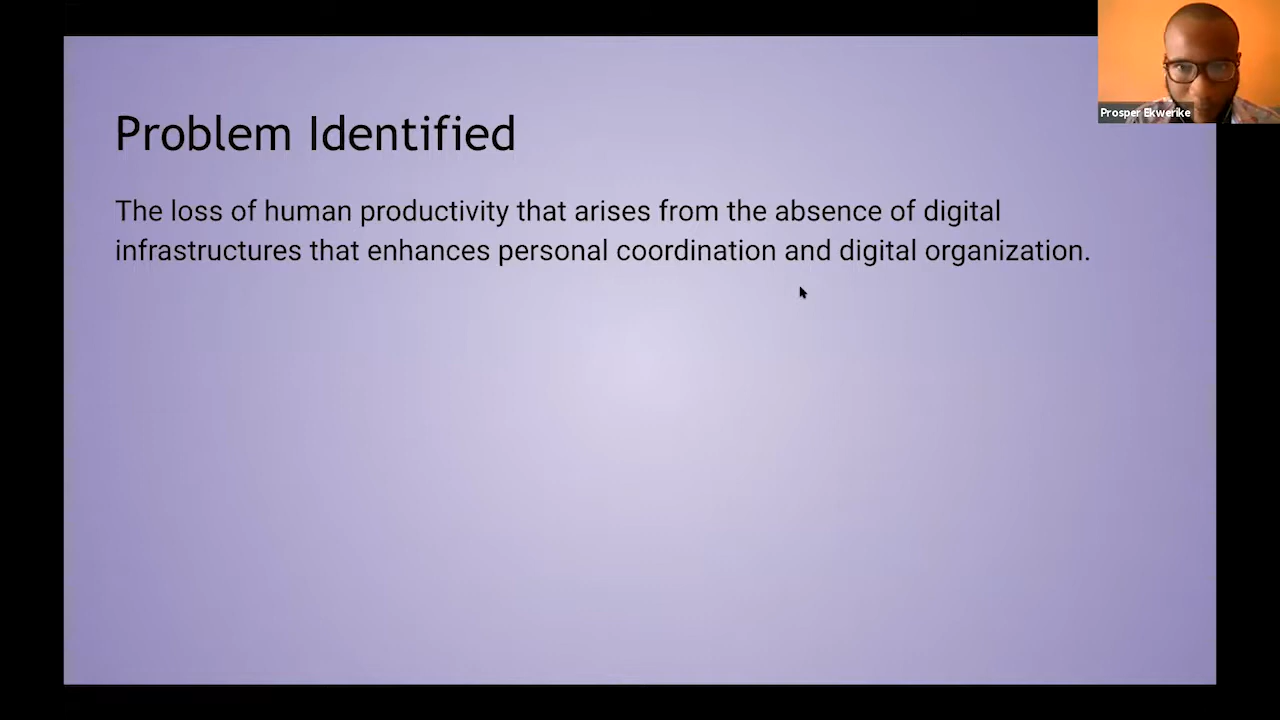 Problem Identified
The loss of human productivity that arises from the absence of digital
infrastructures that enhances personal coordination and digital organization.
Prosper Ekwerike